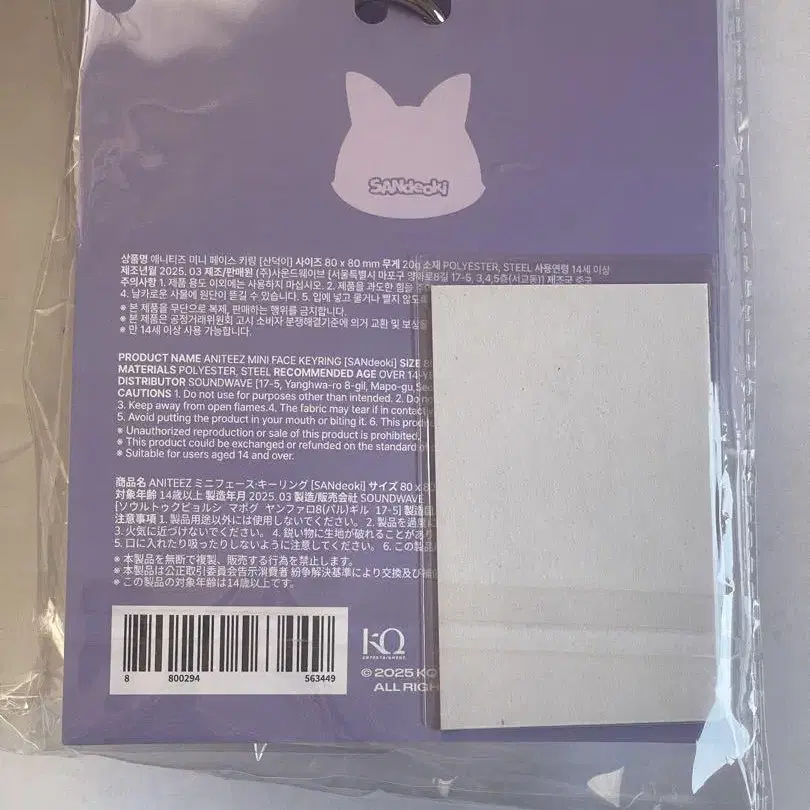 SANdeoki
상품명 애니티즈 미니 페이스 키링 [산덕이] 사이즈 80 x 80 mm 무게 20g 소재 POLYESTER, STEEL 사용연령 14세 이상
제조년월 2025. 03 제조/판매원 (주)사운드웨이브 [서울특별시 마포구 양화로8길 17-5, 3,4,5층(서교동)] 제조국 중국
주의사항 1. 제품 용도 이외에는 사용하지 마십시오. 2. 제품을 과도한 힘을
4. 날카로운 사물에 원단이 뜯길 수 있습니다. 5. 입에 넣고 물거나 빨지 않도록
※ 본 제품을 무단으로 복제, 판매하는 행위를 금지합니다.
※ 본 제품은 공정거래위원회 고시 소비자 분쟁해결기준에 의거 교환 및 보상
※ 만 14세 이상 사용 가능합니다.
PRODUCT NAME ANITEEZ MINI FACE KEYRING [SANdeoki] SIZE
MATERIALS POLYESTER, STEEL RECOMMENDED AGE OVER 14
DISTRIBUTOR SOUNDWAVE [17-5, Yanghwa-ro 8-gil, Mapo-gu,
CAUTIONS 1. Do not use for purposes other than intended. 2. Do
3. Keep away from open flames.4. The fabric may tear if in contact
5. Avoid putting the product in your mouth or biting it. 6. This
※ Unauthorized reproduction or sale of this product is prohibited.
※ This product could be exchanged or refunded on the standard
※ Suitable for users aged 14 and over.
商品名 ANITEEZ ミニフェース・キーリング [SANdeoki] サイズ 80 x
対象年齢 14歳以上 製造年月 2025. 03 製造/販売会社 SOUNDWAVE
[ソウルトゥクピョルシ マポグ ヤンファロ8(パル)ギル 17-5] 製造
注意事項 1. 製品用途以外には使用しないでください。 2. 製品を過度に
3. 火気に近づけないでください。 4. 鋭い物に生地が破れることがあり
5. 口に入れたり吸ったりしないように注意してください。 6. この製品
※ 本製品を無断で複製、販売する行為を禁止します。
※ 本製品は公正取引委員会告示消費者 紛争解決基準により交換及び補償
※ この製品の対象年齢は14歳以上です。
8 800294 563449
KQ
ENTERTAINMENT
© 2025 KQ
ALL RIGH